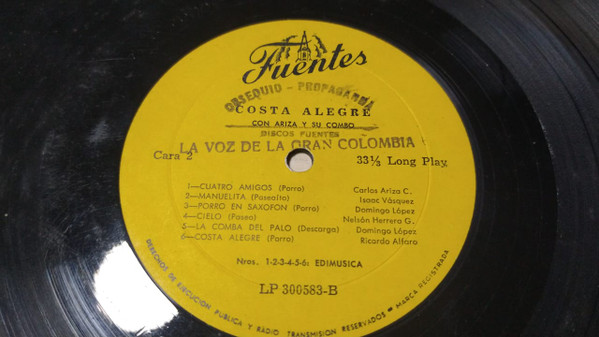 Fuentes
OBSEQUIO - PROPAGANDA
COSTA ALEGRE
CON ARIZA Y SU COMBO
DISCOS FUENTES
LA VOZ DE LA GRAN COLOMBIA
Cara 2 33⅓ Long Play.
1—CUATRO AMIGOS (Porro) Carlos Ariza C.
2—MANUELITA (Paseaito) Isaac Vásquez
3—PORRO EN SAXOFON (Porro) Domingo López
4—CIELO (Paseo) Nelsón Herrera G.
5—LA COMBA DEL PALO (Descarga) Domingo López
6—COSTA ALEGRE (Porro) Ricardo Alfaro
Nros.. 1-2-3-4-5-6: EDIMUSICA
LP 300583-B
DERECHOS DE EJECUCION PUBLICA Y RADIO TRANSMISION RESERVADOS — MARCA REGISTRADA